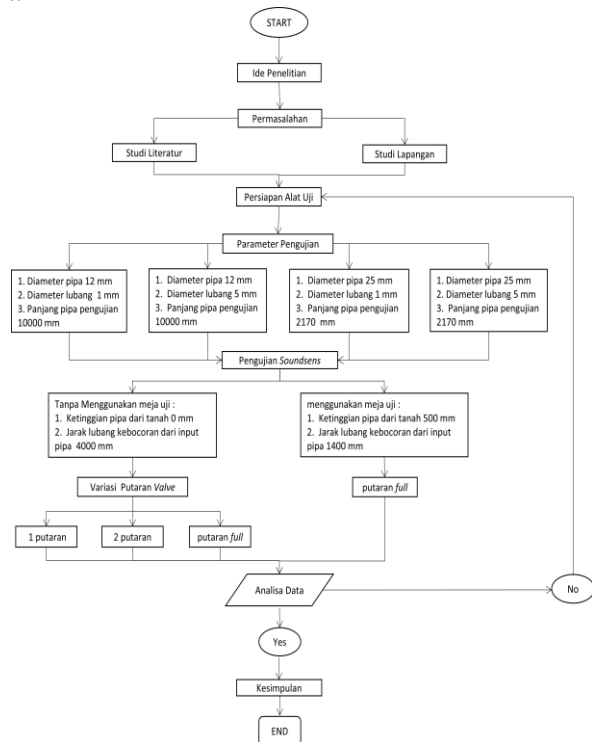 START
Ide Penelitian
Permasalahan
Studi Literatur
Studi Lapangan
Persiapan Alat Uji
Parameter Pengujian
1. Diameter pipa 12 mm
2. Diameter lubang 1 mm
3. Panjang pipa pengujian
10000 mm
1. Diameter pipa 12 mm
2. Diameter lubang 5 mm
3. Panjang pipa pengujian
10000 mm
1. Diameter pipa 25 mm
2. Diameter lubang 1 mm
3. Panjang pipa pengujian
2170 mm
1. Diameter pipa 25 mm
2. Diameter lubang 5 mm
3. Panjang pipa pengujian
2170 mm
Pengujian Soundsens
Tanpa Menggunakan meja uji :
1. Ketinggian pipa dari tanah 0 mm
2. Jarak lubang kebocoran dari input
pipa 4000 mm
menggunakan meja uji :
1. Ketinggian pipa dari tanah 500 mm
2. Jarak lubang kebocoran dari input
pipa 1400 mm
Variasi Putaran Valve
putaran full
1 putaran
2 putaran
putaran full
Analisa Data
No
Yes
Kesimpulan
END